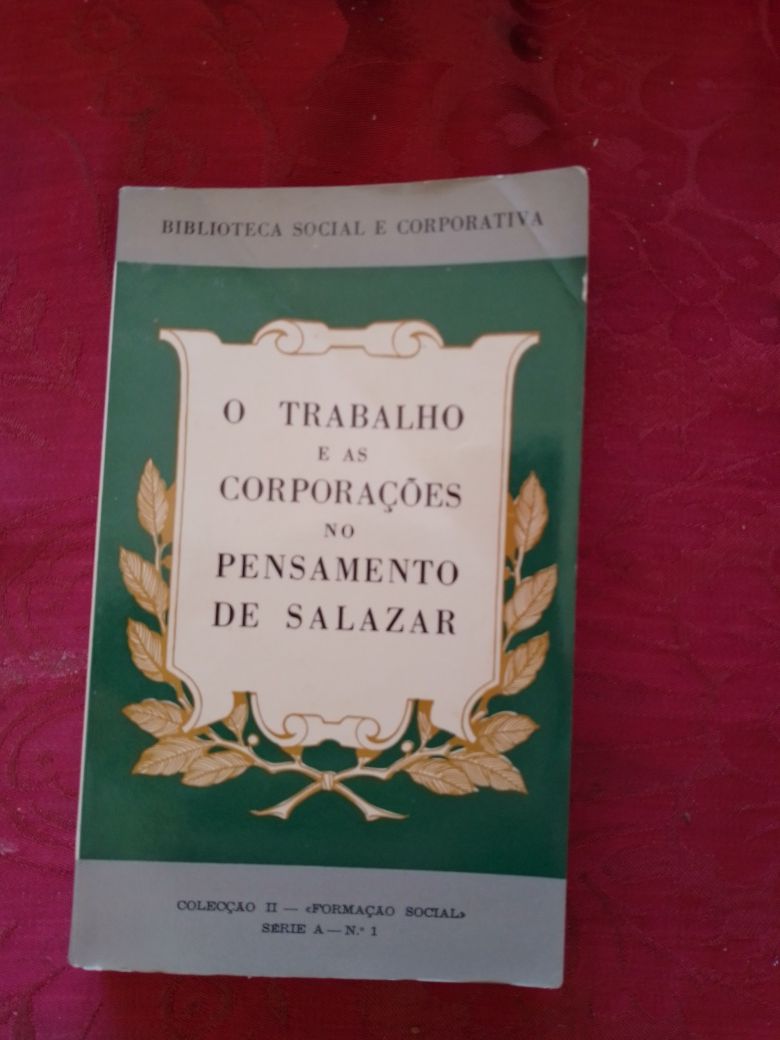 BIBLIOTECA SOCIAL E CORPORATIVA
O TRABALHO
E AS
CORPORAÇÕES
NO
PENSAMENTO
DE SALAZAR
COLECÇÃO II — «FORMAÇÃO SOCIAL»
SÉRIE A — N.º 1